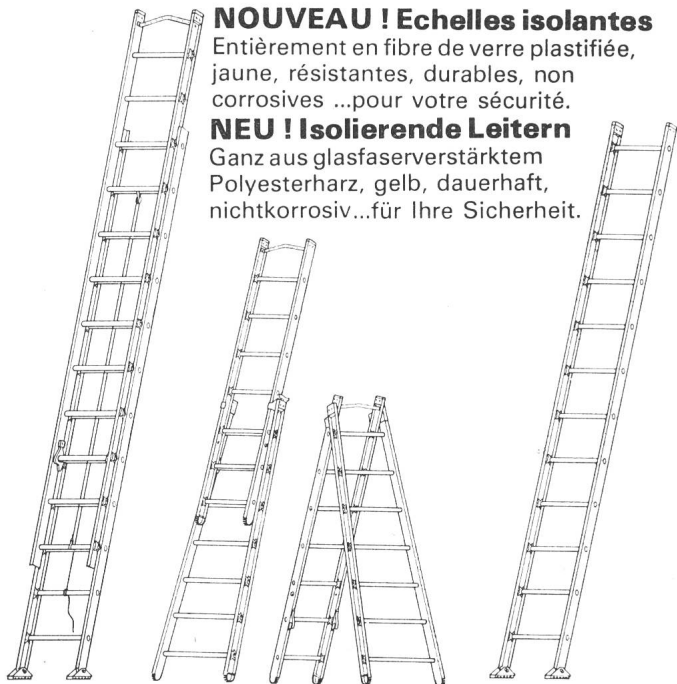 NOUVEAU ! Echelles isolantes
Entièrement en fibre de verre plastifiée,
jaune, résistantes, durables, non
corrosives ...pour votre sécurité.
NEU ! Isolierende Leitern
Ganz aus glasfaserverstärktem
Polyesterharz, gelb, dauerhaft,
nichtkorrosiv...für Ihre Sicherheit.